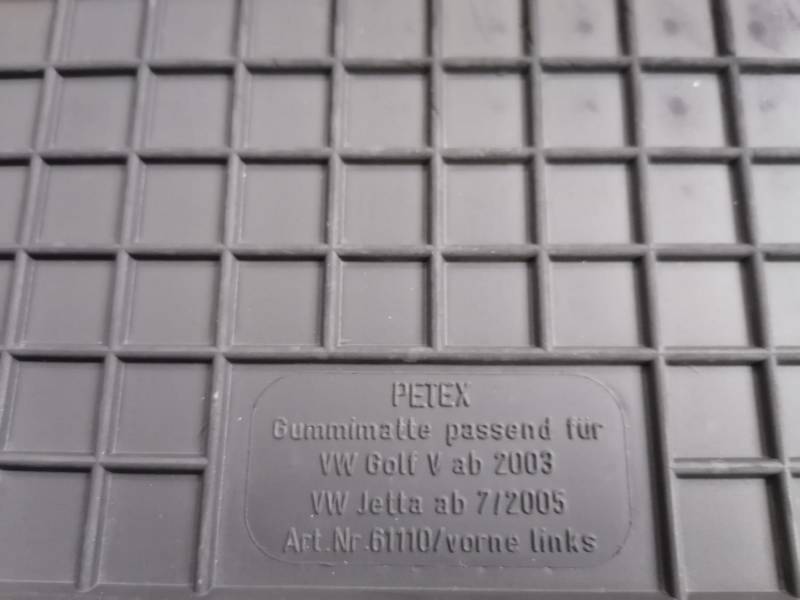 PETEX
Gummimatte passend für
VW Golf V ab 2003
VW Jetta ab 7/2005
Art.Nr.61110/vorne links